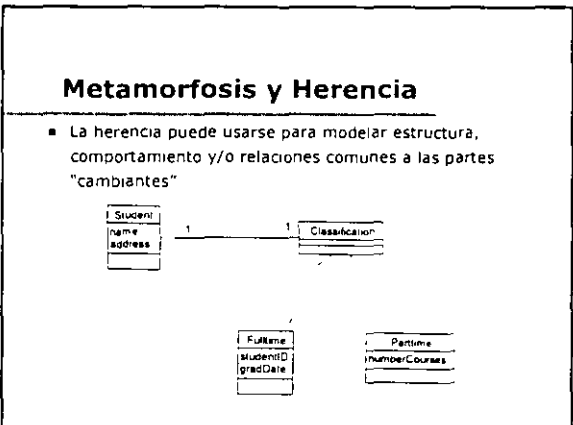 Metamorfosis y Herencia
La herencia puede usarse para modelar estructura,
comportamiento y/o relaciones comunes a las partes
"cambiantes"
Student
name
address
1
1
Classification
Fulltime
studentID
gradDate
Parttime
numberCourses